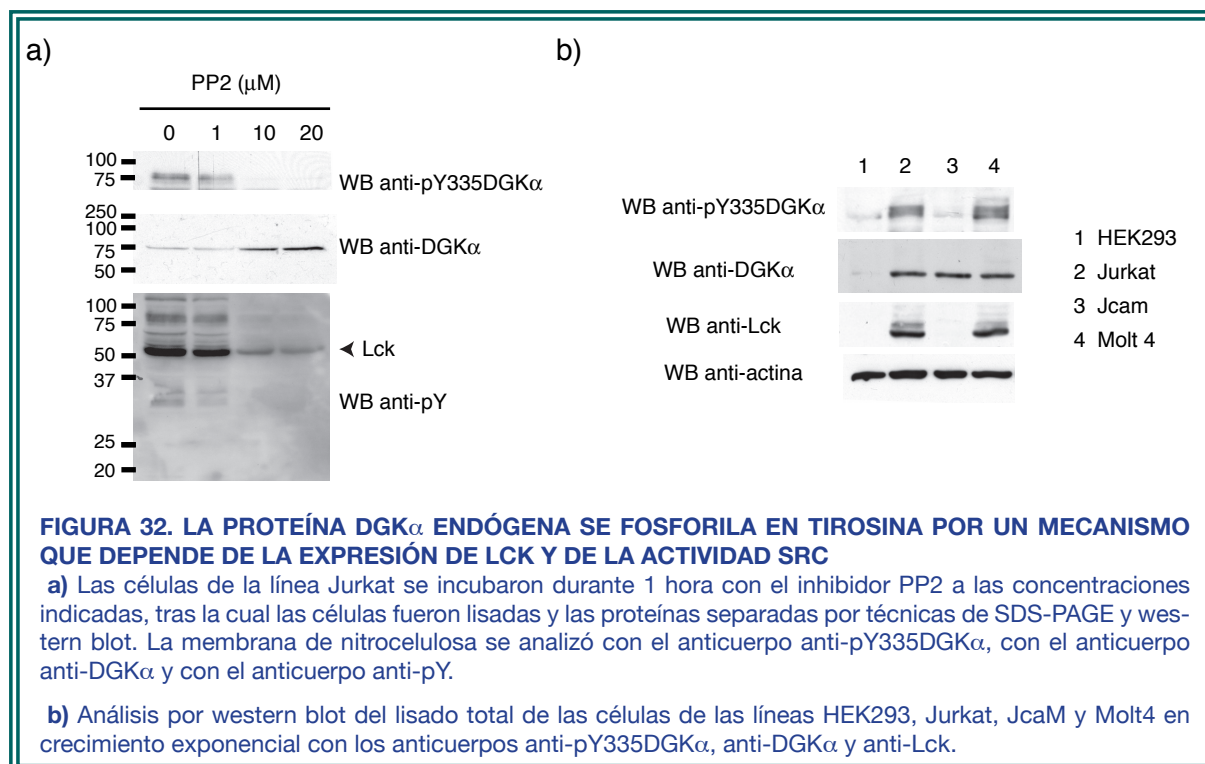 a)
PP2 (μM)
0 1 10 20
100
75
WB anti-pY335DGKα
250
100
75
50
WB anti-DGKα
100
75
50
37
25
20
Lck
WB anti-pY
b)
1 2 3 4
WB anti-pY335DGKα
WB anti-DGKα
WB anti-Lck
WB anti-actina
1 HEK293
2 Jurkat
3 Jcam
4 Molt 4
FIGURA 32. LA PROTEÍNA DGKα ENDÓGENA SE FOSFORILA EN TIROSINA POR UN MECANISMO
QUE DEPENDE DE LA EXPRESIÓN DE LCK Y DE LA ACTIVIDAD SRC
a) Las células de la línea Jurkat se incubaron durante 1 hora con el inhibidor PP2 a las concentraciones
indicadas, tras la cual las células fueron lisadas y las proteínas separadas por técnicas de SDS-PAGE y wes-
tern blot. La membrana de nitrocelulosa se analizó con el anticuerpo anti-pY335DGKα, con el anticuerpo
anti-DGKα y con el anticuerpo anti-pY.
b) Análisis por western blot del lisado total de las células de las líneas HEK293, Jurkat, JcaM y Molt4 en
crecimiento exponencial con los anticuerpos anti-pY335DGKα, anti-DGKα y anti-Lck.